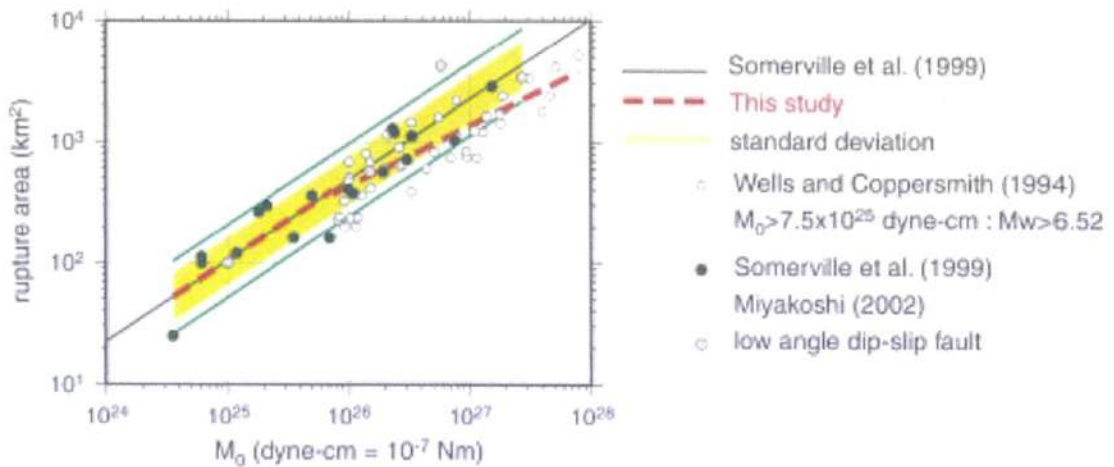 10⁴
10³
10²
10¹
rupture area (km²)
10²⁴
10²⁵
10²⁶
10²⁷
10²⁸
M₀ (dyne-cm = 10⁻⁷ Nm)
Somerville et al. (1999)
This study
standard deviation
Wells and Coppersmith (1994)
M₀>7.5x10²⁵ dyne-cm : Mw>6.52
Somerville et al. (1999)
Miyakoshi (2002)
low angle dip-slip fault